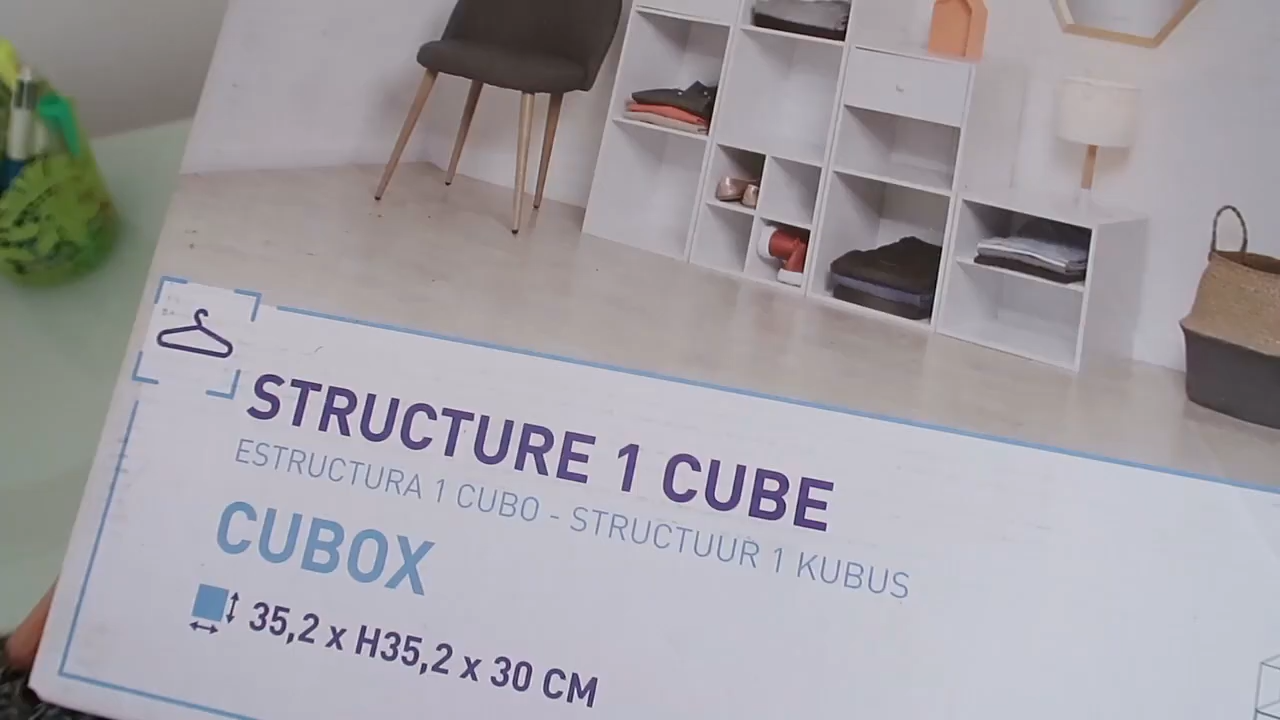 STRUCTURE 1 CUBE
ESTRUCTURA 1 CUBO - STRUCTUUR 1 KUBUS
CUBOX
35,2 x H35,2 x 30 CM